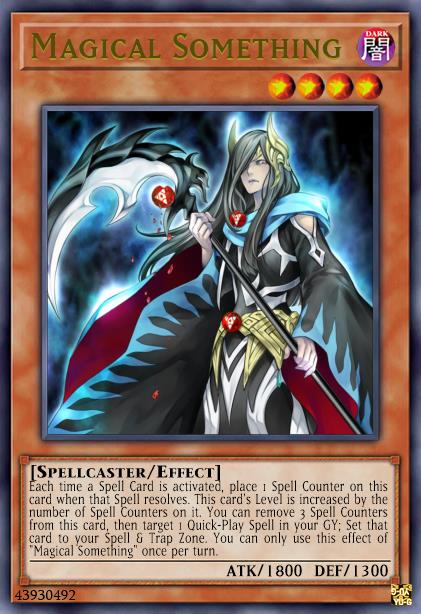 Magical Something
DARK
闇
[Spellcaster/Effect]
Each time a Spell Card is activated, place 1 Spell Counter on this
card when that Spell resolves. This card's Level is increased by the
number of Spell Counters on it. You can remove 3 Spell Counters
from this card, then target 1 Quick-Play Spell in your GY; Set that
card to your Spell & Trap Zone. You can only use this effect of
"Magical Something" once per turn.
ATK/1800 DEF/1300
43930492